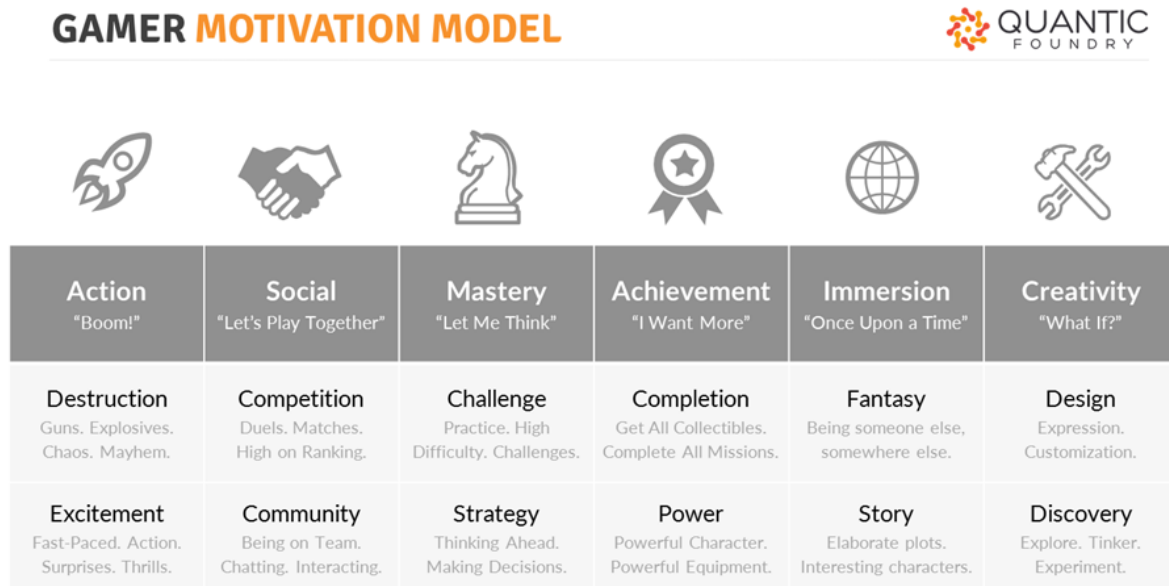 GAMER MOTIVATION MODEL
QUANTIC
FOUNDRY
Action
"Boom!"
Social
"Let's Play Together"
Mastery
"Let Me Think"
Achievement
"I Want More"
Immersion
"Once Upon a Time"
Creativity
"What If?"
Destruction
Guns. Explosives.
Chaos. Mayhem.
Competition
Duels. Matches.
High on Ranking.
Challenge
Practice. High
Difficulty. Challenges.
Completion
Get All Collectibles.
Complete All Missions.
Fantasy
Being someone else,
somewhere else.
Design
Expression.
Customization.
Excitement
Fast-Paced. Action.
Surprises. Thrills.
Community
Being on Team.
Chatting. Interacting.
Strategy
Thinking Ahead.
Making Decisions.
Power
Powerful Character.
Powerful Equipment.
Story
Elaborate plots.
Interesting characters.
Discovery
Explore. Tinker.
Experiment.